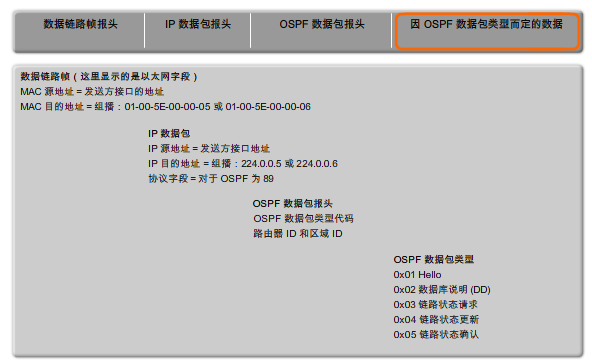 数据链路帧报头 IP 数据包报头 OSPF 数据包报头 因 OSPF 数据包类型而定的数据
数据链路帧（这里显示的是以太网字段）
MAC 源地址 = 发送方接口的地址
MAC 目的地址 = 组播：01-00-5E-00-00-05 或 01-00-5E-00-00-06
IP 数据包
IP 源地址 = 发送方接口地址
IP 目的地址 = 组播：224.0.0.5 或 224.0.0.6
协议字段 = 对于 OSPF 为 89
OSPF 数据包报头
OSPF 数据包类型代码
路由器 ID 和区域 ID
OSPF 数据包类型
0x01 Hello
0x02 数据库说明 (DD)
0x03 链路状态请求
0x04 链路状态更新
0x05 链路状态确认